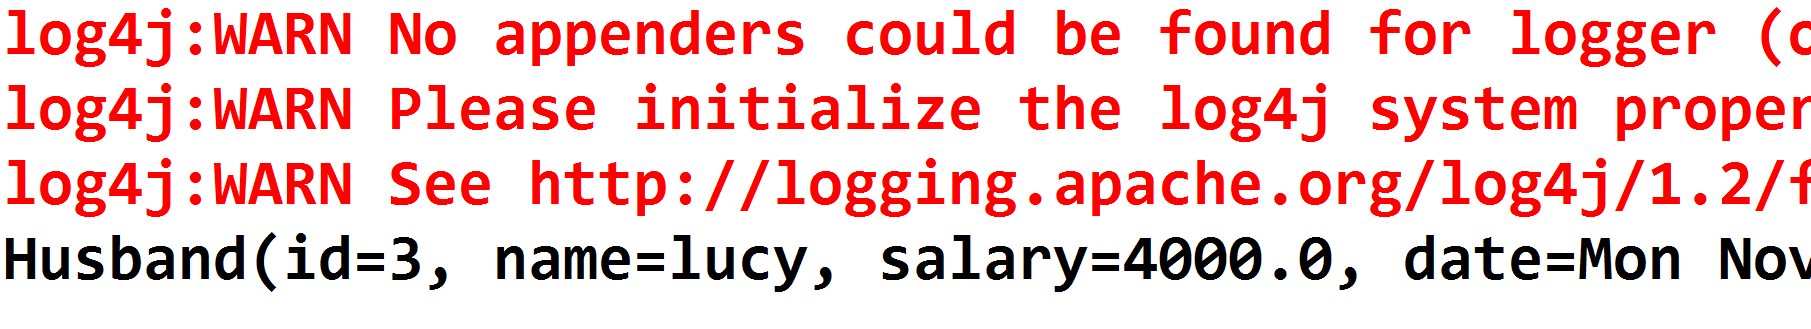 log4j:WARN No appenders could be found for logger (
log4j:WARN Please initialize the log4j system proper
log4j:WARN See http://logging.apache.org/log4j/1.2/f
Husband(id=3, name=lucy, salary=4000.0, date=Mon Nov